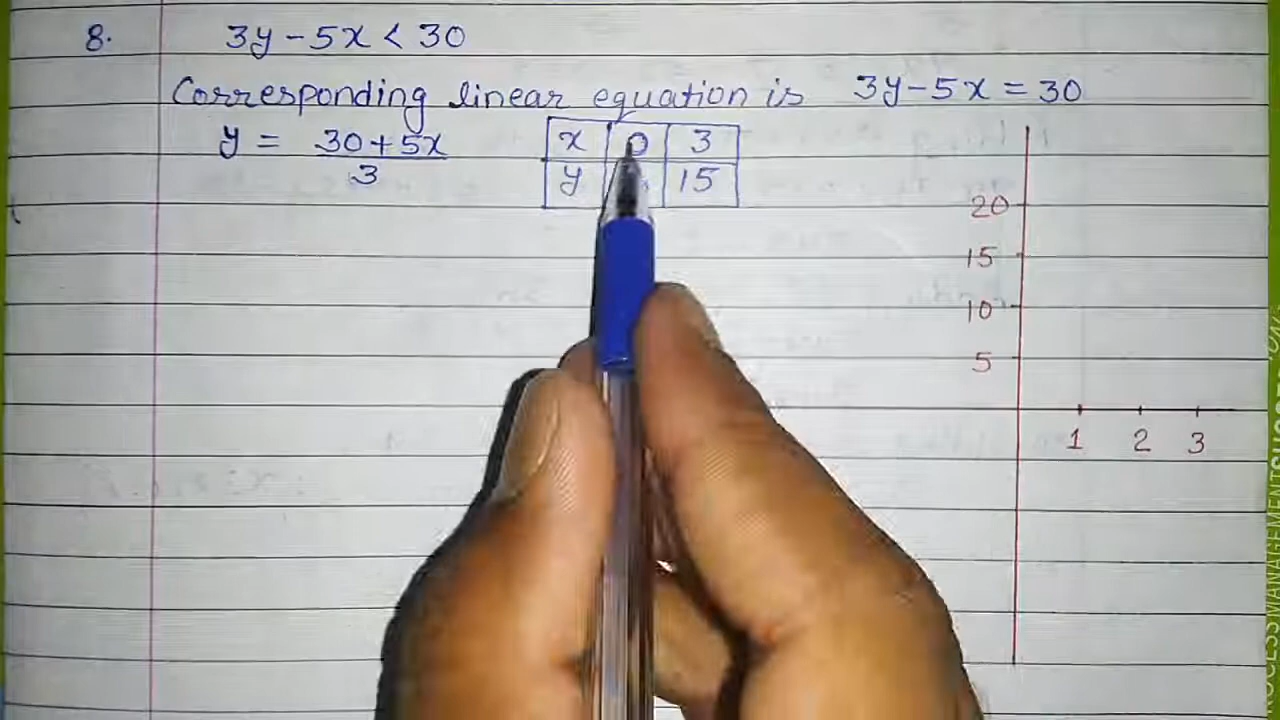 8. 3y - 5x < 30
Corresponding linear equation is 3y - 5x = 30
y = 30 + 5x / 3
x 0 3
y 15
20
15
10
5
1 2 3